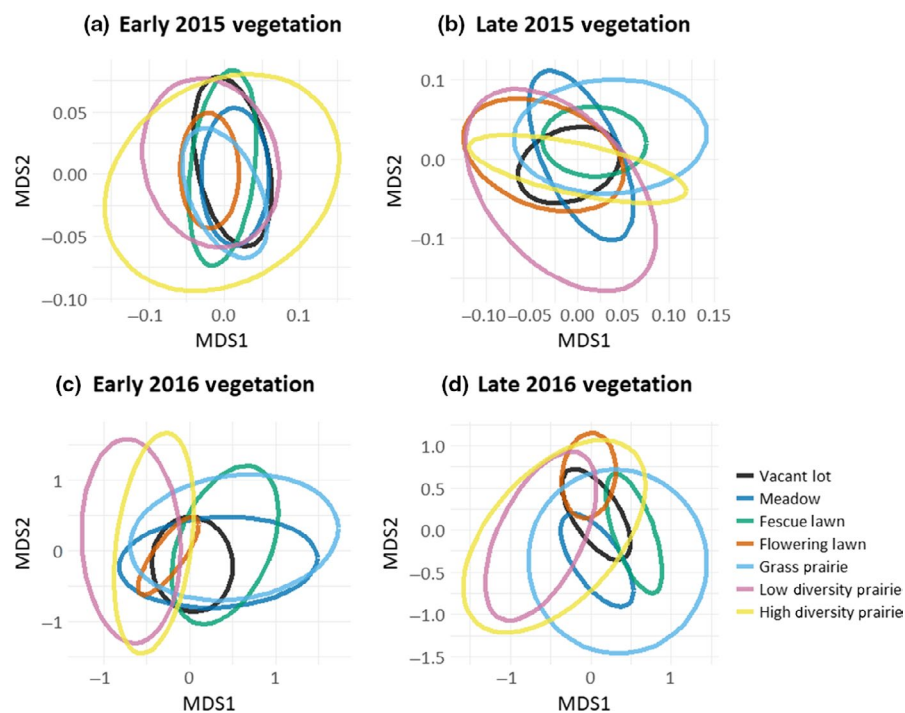 (a) Early 2015 vegetation
(b) Late 2015 vegetation
0.05
0.00
−0.05
−0.10
MDS2
−0.1
0.0
0.1
MDS1
0.1
0.0
−0.1
MDS2
−0.10
−0.05
0.00
0.05
0.10
0.15
MDS1
(c) Early 2016 vegetation
(d) Late 2016 vegetation
1
0
−1
MDS2
−1
0
1
MDS1
1.0
0.5
0.0
−0.5
−1.0
−1.5
MDS2
−1
0
1
MDS1
Vacant lot
Meadow
Fescue lawn
Flowering lawn
Grass prairie
Low diversity prairie
High diversity prairie